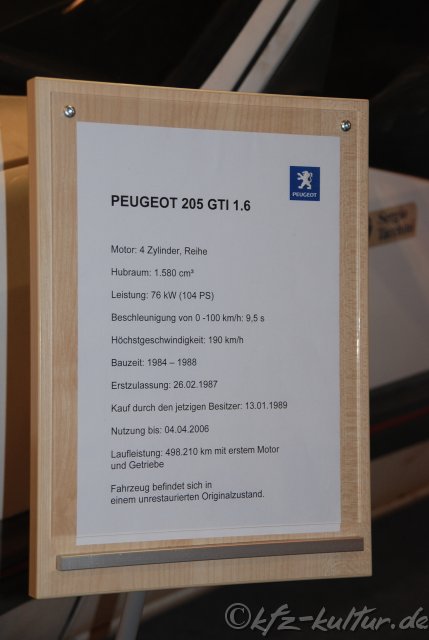 PEUGEOT
PEUGEOT 205 GTI 1.6
Motor: 4 Zylinder, Reihe
Hubraum: 1.580 cm³
Leistung: 76 kW (104 PS)
Beschleunigung von 0 -100 km/h: 9,5 s
Höchstgeschwindigkeit: 190 km/h
Bauzeit: 1984 – 1988
Erstzulassung: 26.02.1987
Kauf durch den jetzigen Besitzer: 13.01.1989
Nutzung bis: 04.04.2006
Laufleistung: 498.210 km mit erstem Motor
und Getriebe
Fahrzeug befindet sich in
einem unrestaurierten Originalzustand.
©kfz-kultur.de